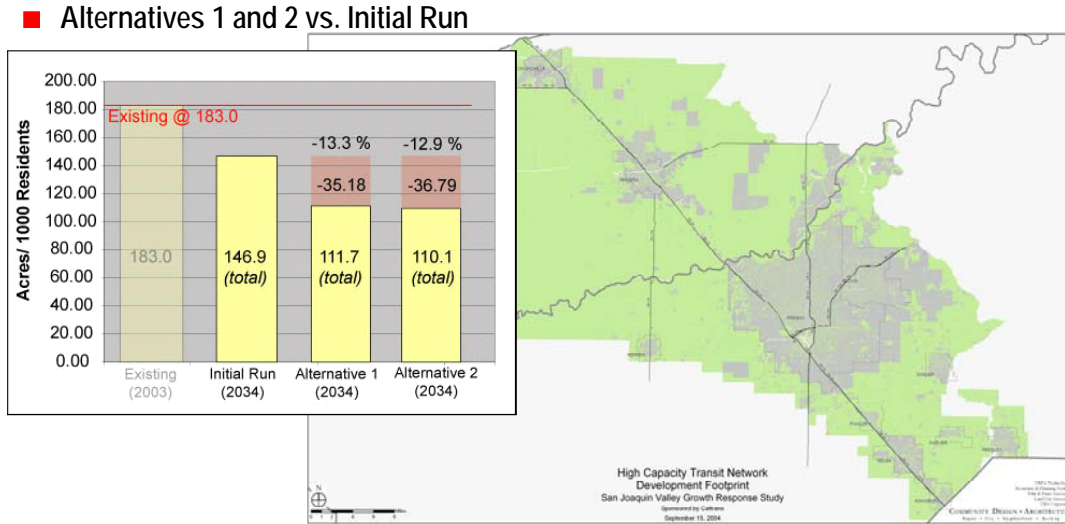 Alternatives 1 and 2 vs. Initial Run
200.00
180.00
160.00
140.00
120.00
100.00
80.00
60.00
40.00
20.00
0.00
Acres/ 1000 Residents
Existing @ 183.0
-13.3 %
-12.9 %
-35.18
-36.79
183.0
146.9
(total)
111.7
(total)
110.1
(total)
Existing
(2003)
Initial Run
(2034)
Alternative 1
(2034)
Alternative 2
(2034)
High Capacity Transit Network
Development Footprint
San Joaquin Valley Growth Response Study
Sponsored by Caltrans
September 15, 2004
N
COMMUNITY DESIGN + ARCHITECTU